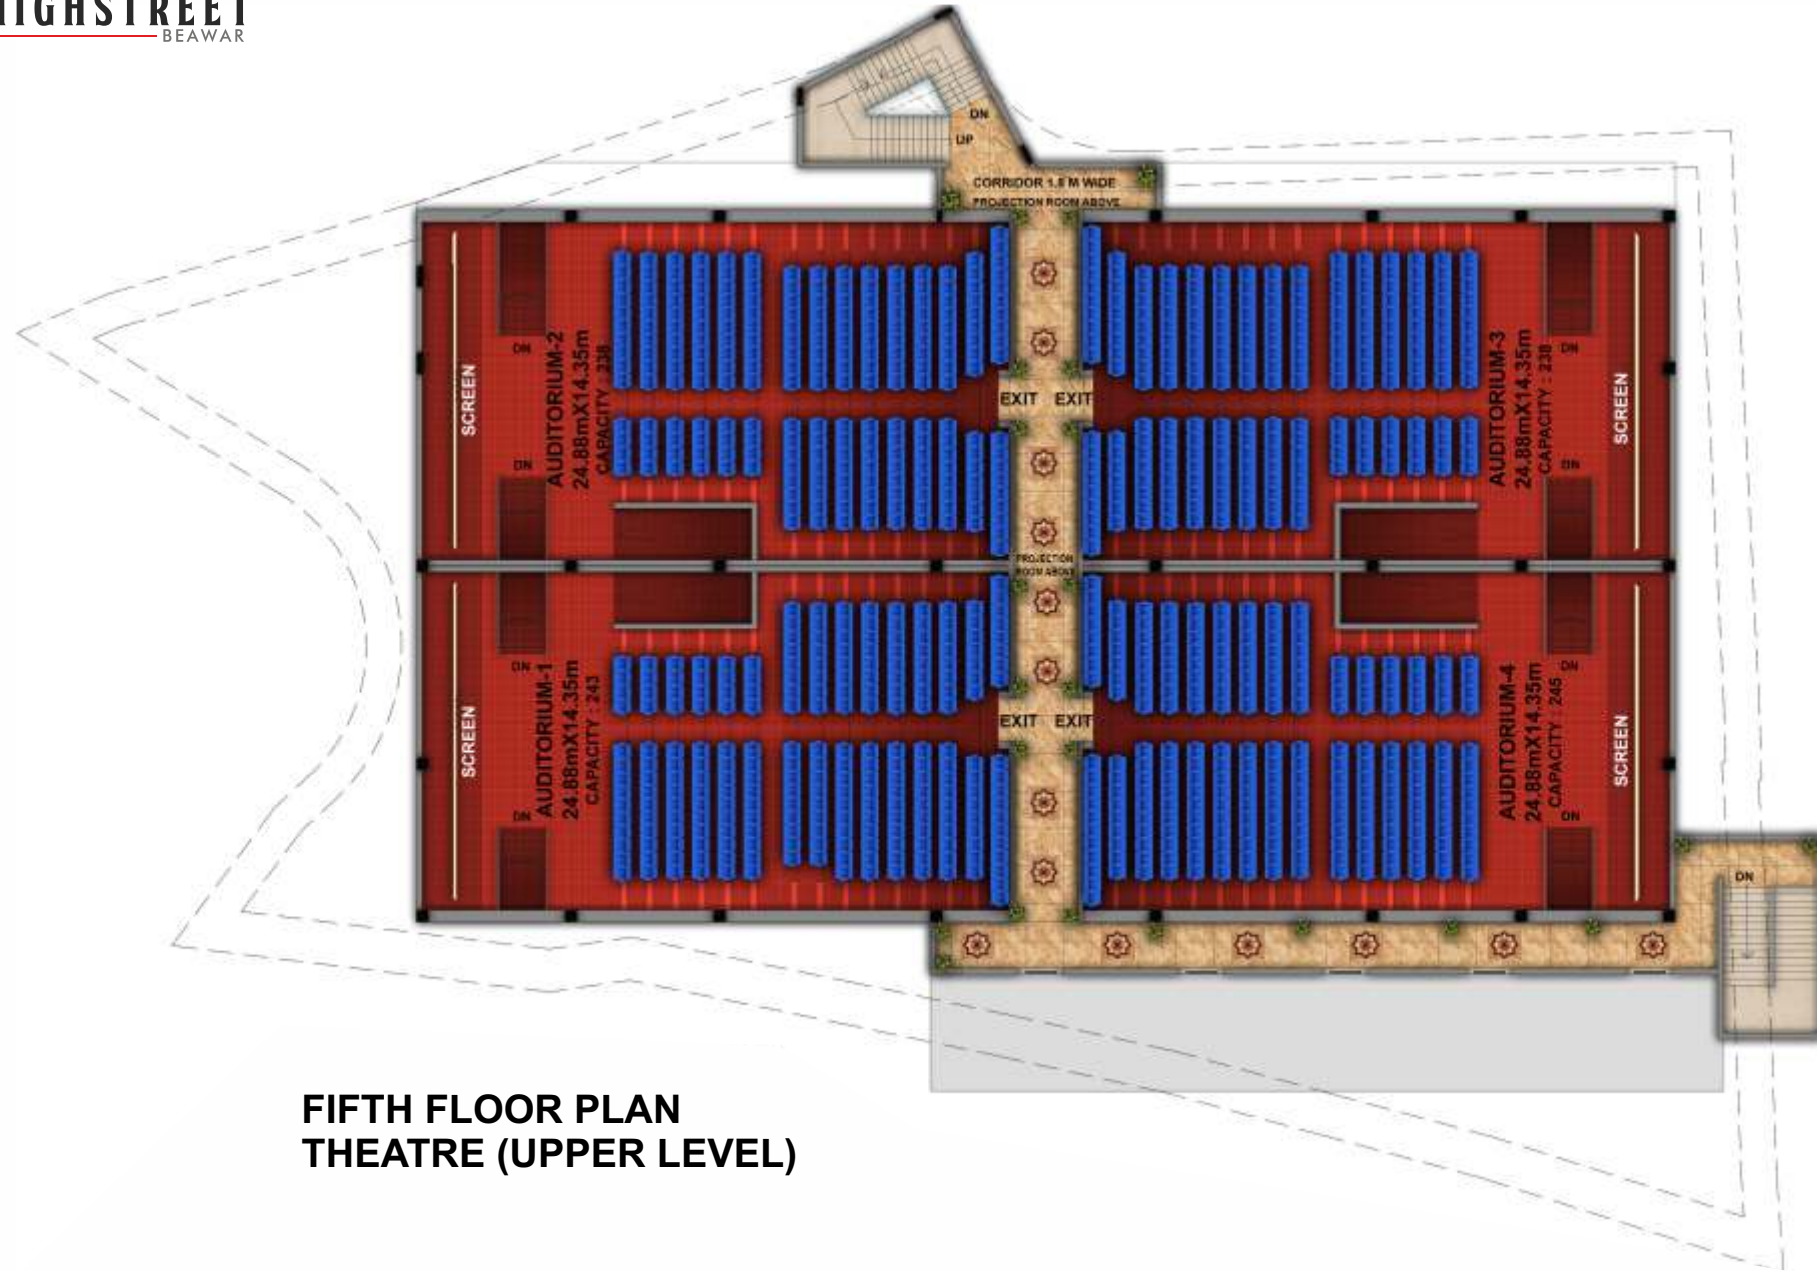 HIGHSTREET
BEAWAR
DN
UP
CORRIDOR 1.8 M WIDE
PROJECTION ROOM ABOVE
SCREEN
DN
DN
AUDITORIUM-2
24.88mX14.35m
CAPACITY : 238
EXIT EXIT
AUDITORIUM-3
24.88mX14.35m
CAPACITY : 238
DN
DN
SCREEN
PROJECTION
ROOM ABOVE
SCREEN
DN
DN
AUDITORIUM-1
24.88mX14.35m
CAPACITY : 243
EXIT EXIT
AUDITORIUM-4
24.88mX14.35m
CAPACITY : 245
DN
DN
SCREEN
DN
FIFTH FLOOR PLAN
THEATRE (UPPER LEVEL)